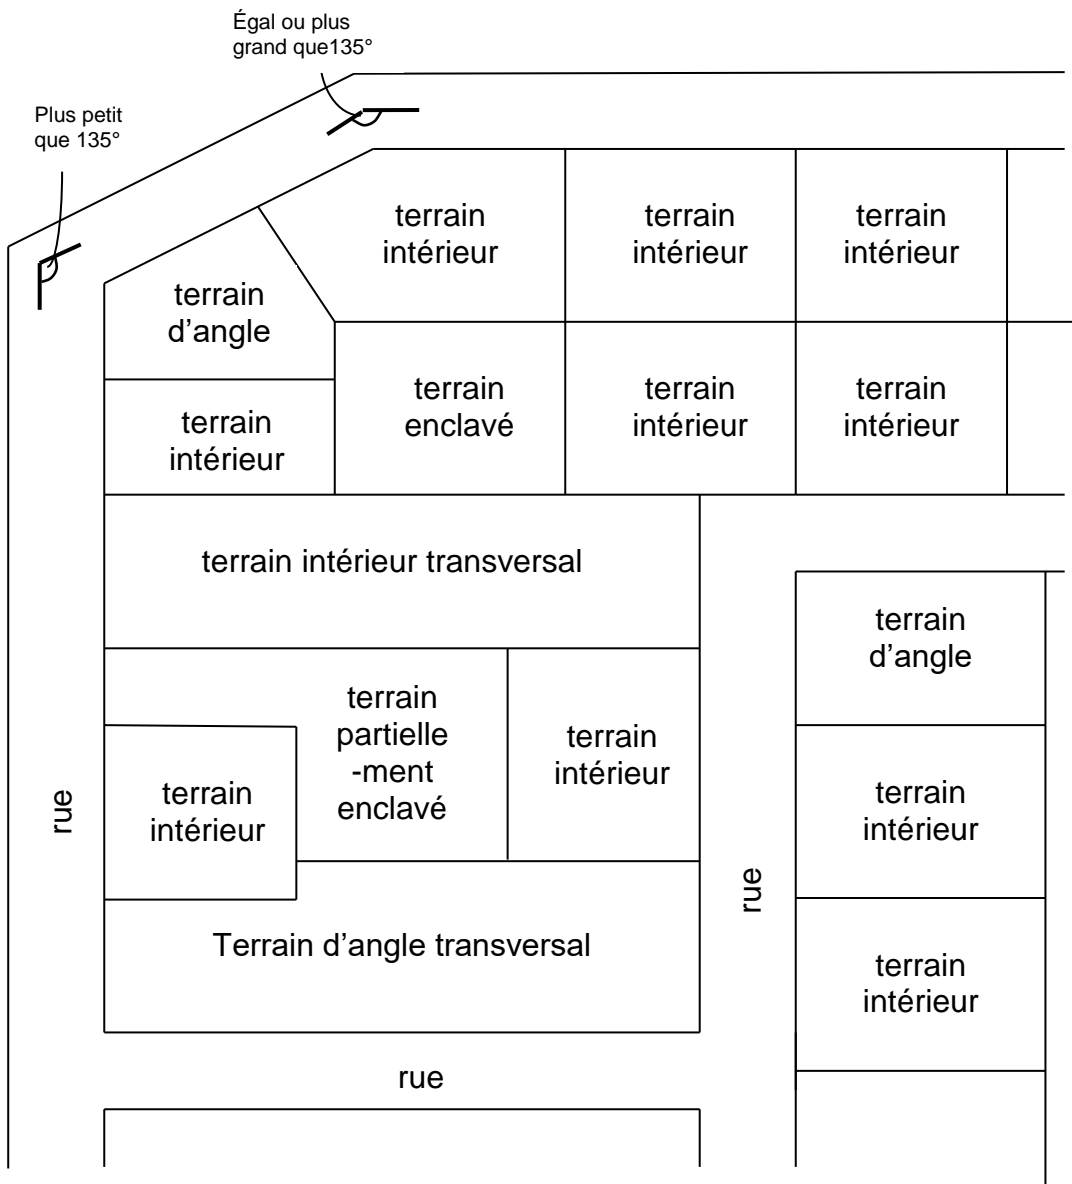 Égal ou plus
grand que135°
Plus petit
que 135°
terrain
intérieur
terrain
intérieur
terrain
intérieur
terrain
d’angle
terrain
enclavé
terrain
intérieur
terrain
intérieur
terrain
intérieur
terrain intérieur transversal
terrain
d’angle
terrain
partielle
-ment
enclavé
terrain
intérieur
terrain
intérieur
terrain
intérieur
rue
rue
Terrain d’angle transversal
terrain
intérieur
rue